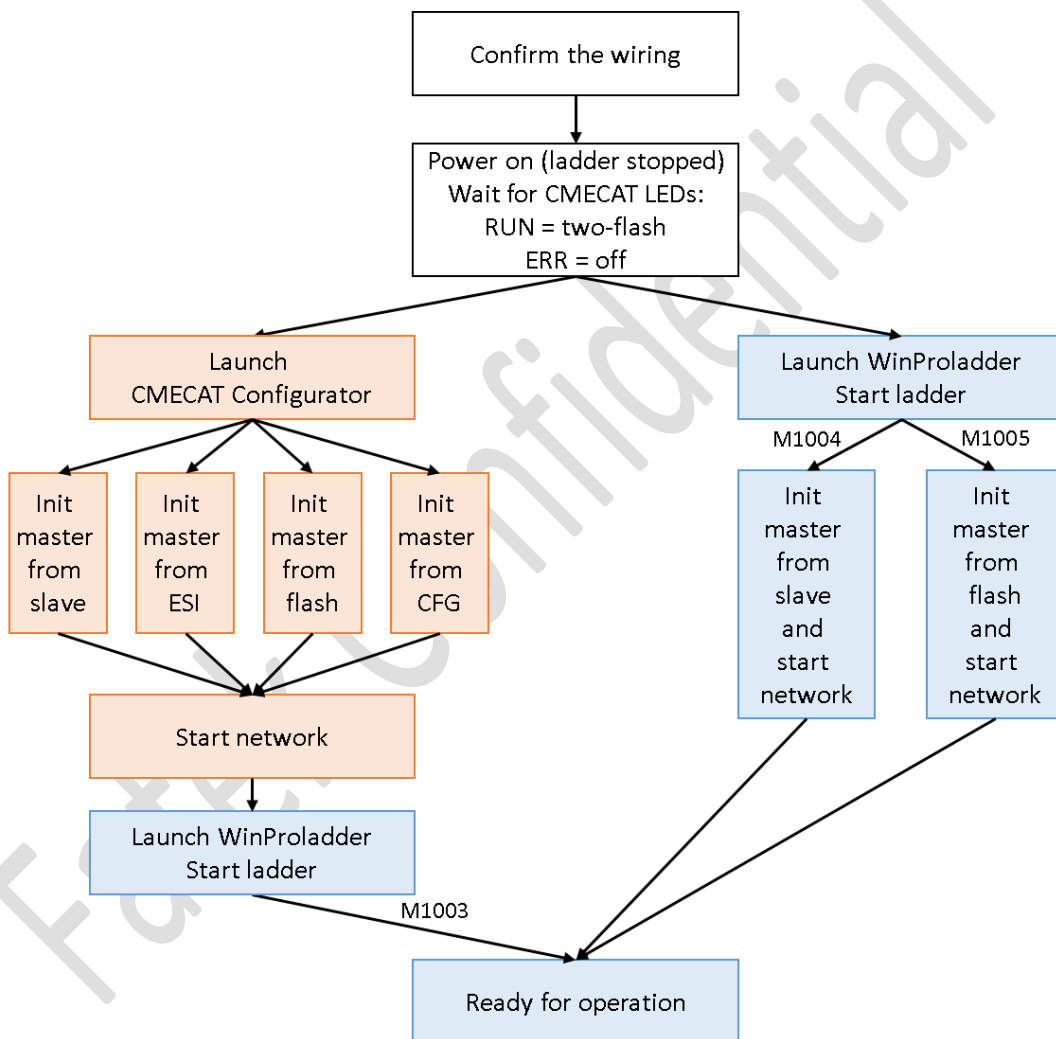 Confirm the wiring
Power on (ladder stopped)
Wait for CMECAT LEDs:
RUN = two-flash
ERR = off
Launch
CMECAT Configurator
Launch WinProladder
Start ladder
M1004
M1005
Init
master
from
slave
Init
master
from
ESI
Init
master
from
flash
Init
master
from
CFG
Init
master
from
slave
and
start
network
Init
master
from
flash
and
start
network
Start network
Launch WinProladder
Start ladder
M1003
Ready for operation
Fatek Confidential